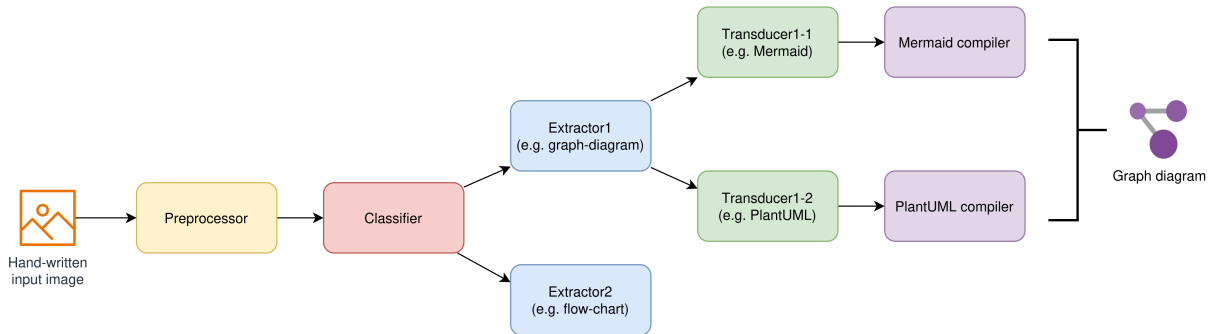 Hand-written
input image
Preprocessor
Classifier
Extractor1
(e.g. graph-diagram)
Extractor2
(e.g. flow-chart)
Transducer1-1
(e.g. Mermaid)
Mermaid compiler
Transducer1-2
(e.g. PlantUML)
PlantUML compiler
Graph diagram